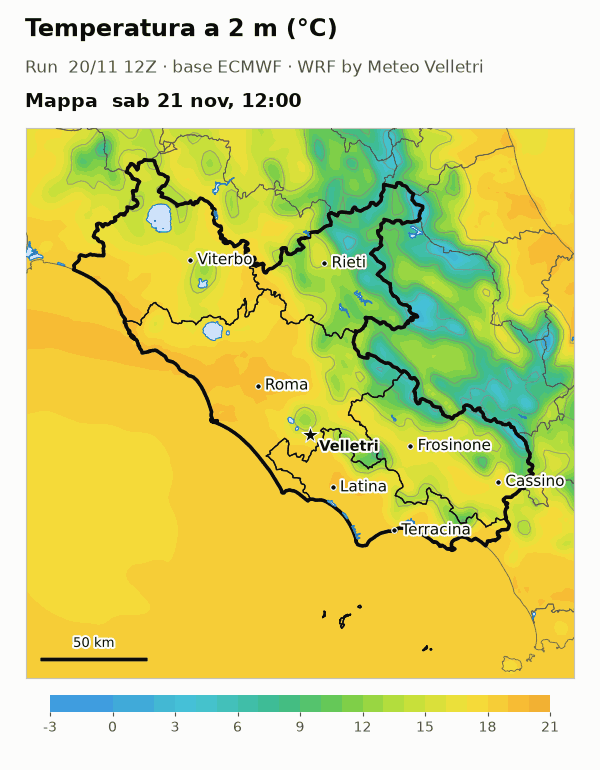 Temperatura a 2 m (°C)
Run  20/11 12Z · base ECMWF · WRF by Meteo Velletri
Mappa  sab 21 nov, 12:00
Viterbo
Rieti
Roma
Velletri
Frosinone
Cassino
Latina
Terracina
50 km
-3 0 3 6 9 12 15 18 21